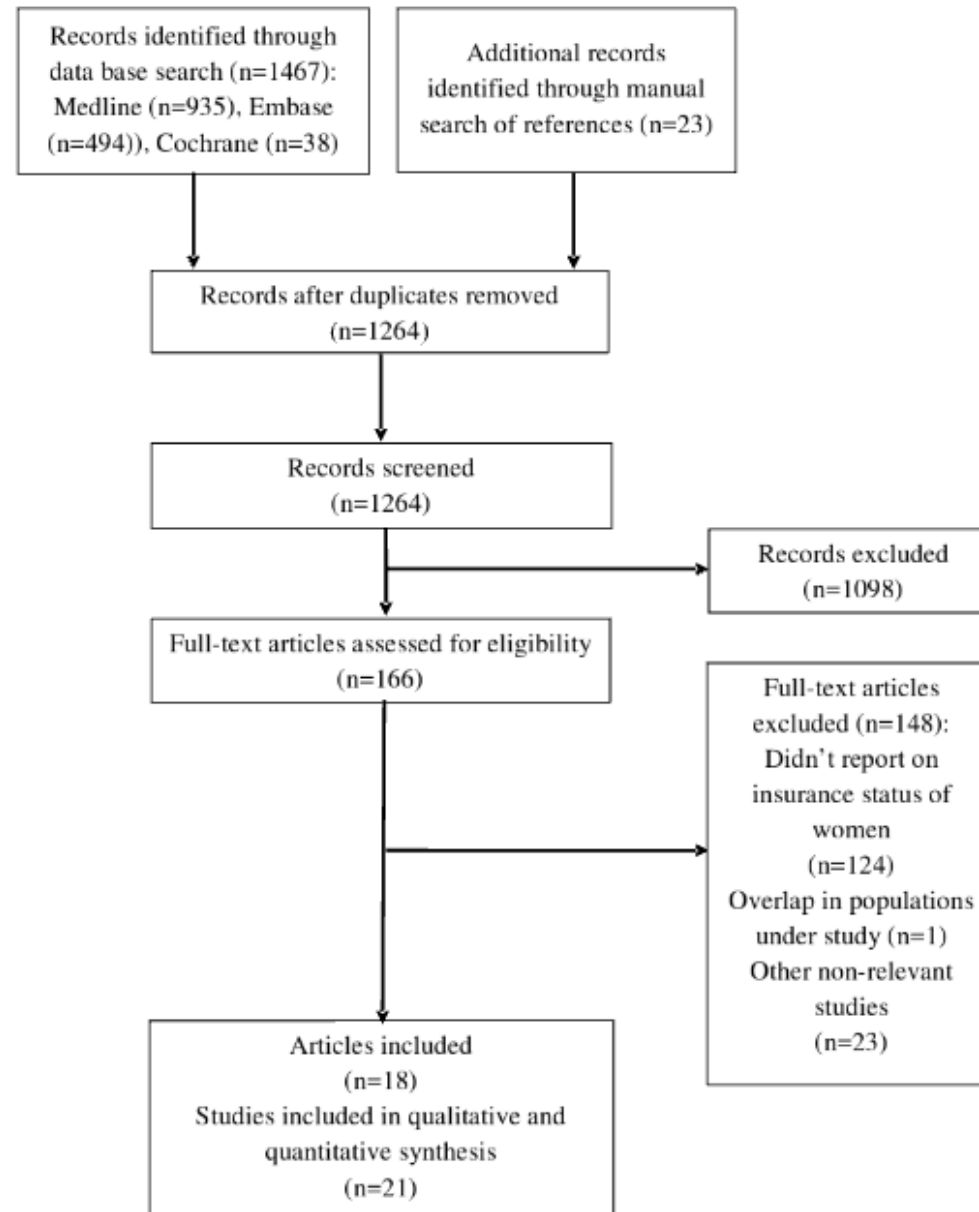 Records identified through
data base search (n=1467):
Medline (n=935), Embase
(n=494)), Cochrane (n=38)
Additional records
identified through manual
search of references (n=23)
Records after duplicates removed
(n=1264)
Records screened
(n=1264)
Records excluded
(n=1098)
Full-text articles assessed for eligibility
(n=166)
Full-text articles
excluded (n=148):
Didn't report on
insurance status of
women
(n=124)
Overlap in populations
under study (n=1)
Other non-relevant
studies
(n=23)
Articles included
(n=18)
Studies included in qualitative and
quantitative synthesis
(n=21)